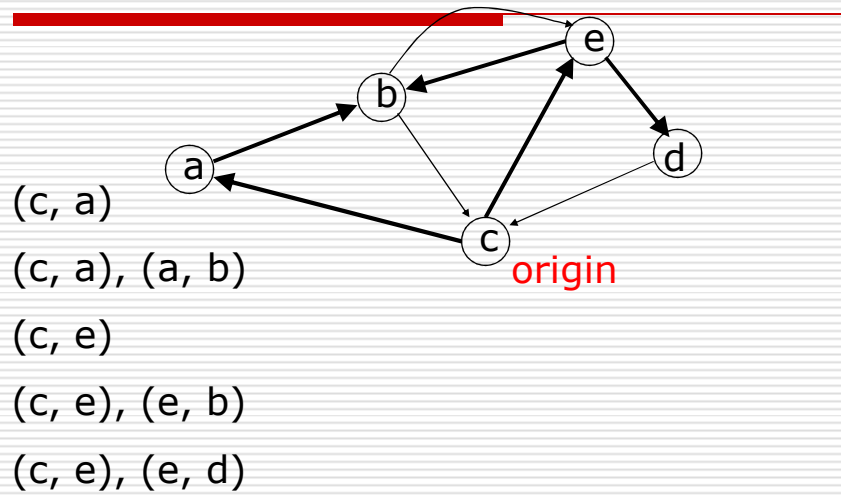 e
b
d
a
(c, a)
c
origin
(c, a), (a, b)
(c, e)
(c, e), (e, b)
(c, e), (e, d)